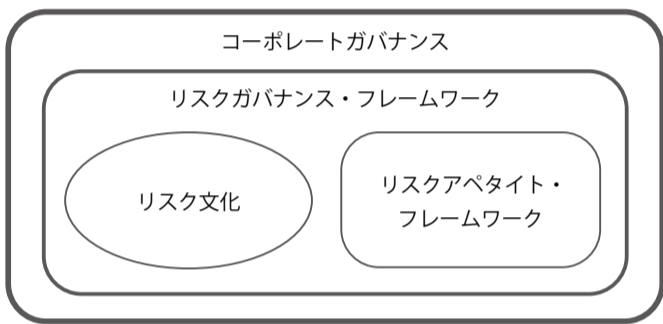 コーポレートガバナンス
リスクガバナンス・フレームワーク
リスク文化
リスクアペタイト・
フレームワーク